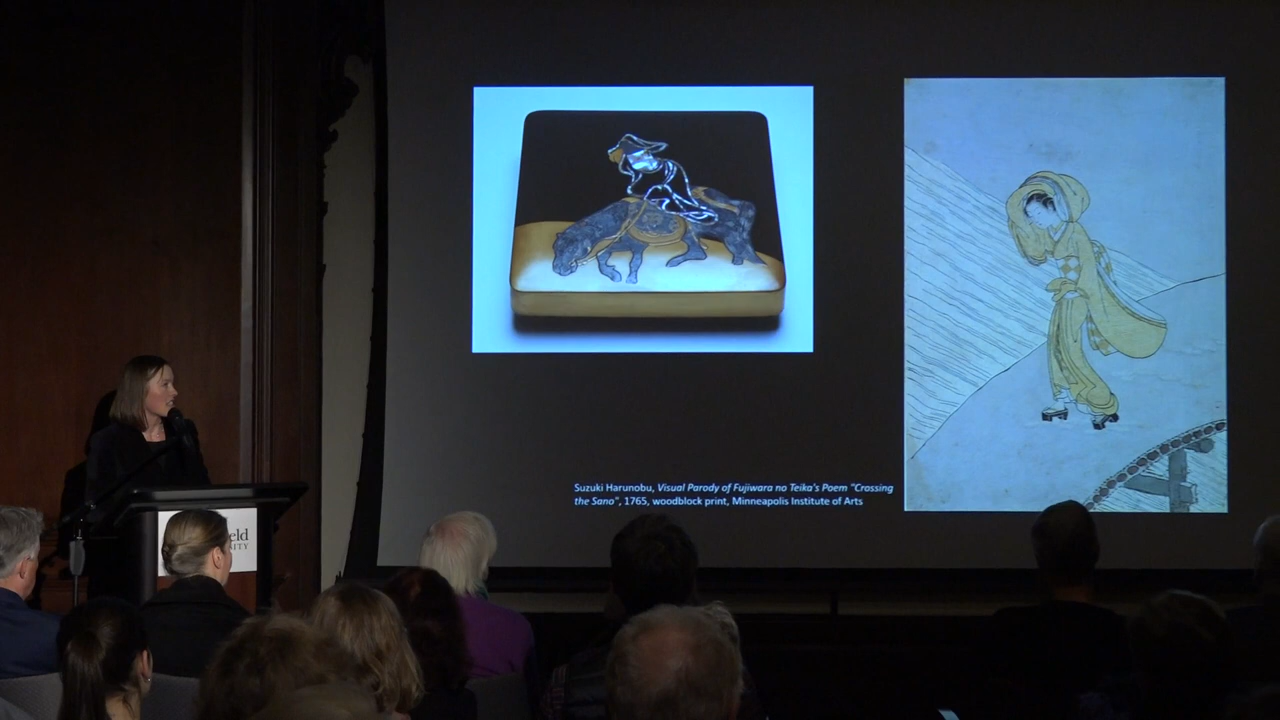 Suzuki Harunobu, Visual Parody of Fujiwara no Teika's Poem "Crossing
the Sano", 1765, woodblock print, Minneapolis Institute of Arts